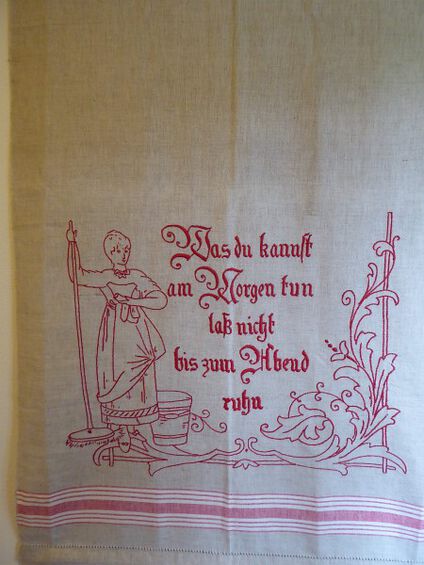 Was du kannst
am Morgen tun
laß nicht
bis zum Abend
ruhn